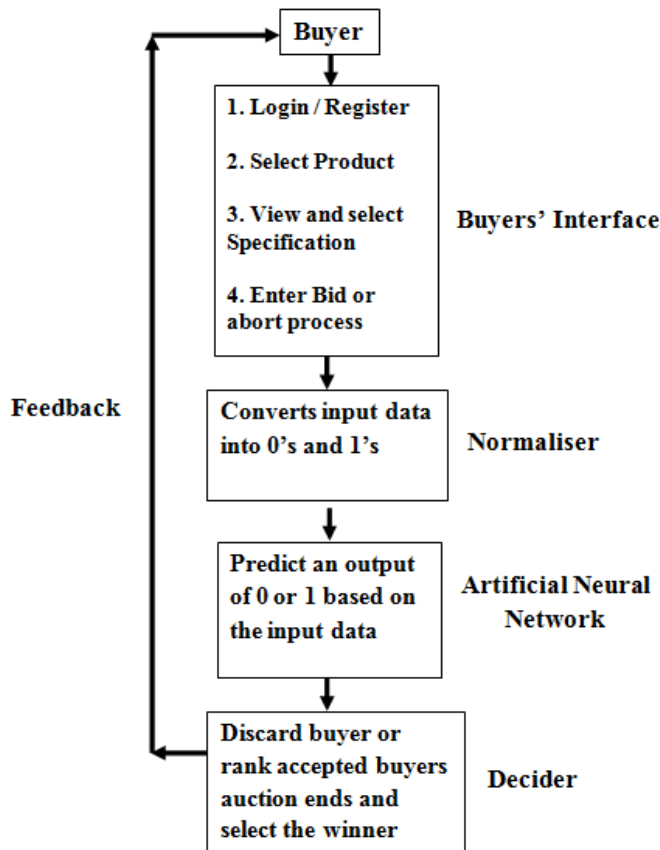 Buyer
1. Login / Register
2. Select Product
3. View and select
Specification
4. Enter Bid or
abort process
Buyers’ Interface
Feedback
Converts input data
into 0’s and 1’s
Normaliser
Predict an output
of 0 or 1 based on
the input data
Artificial Neural
Network
Discard buyer or
rank accepted buyers
auction ends and
select the winner
Decider